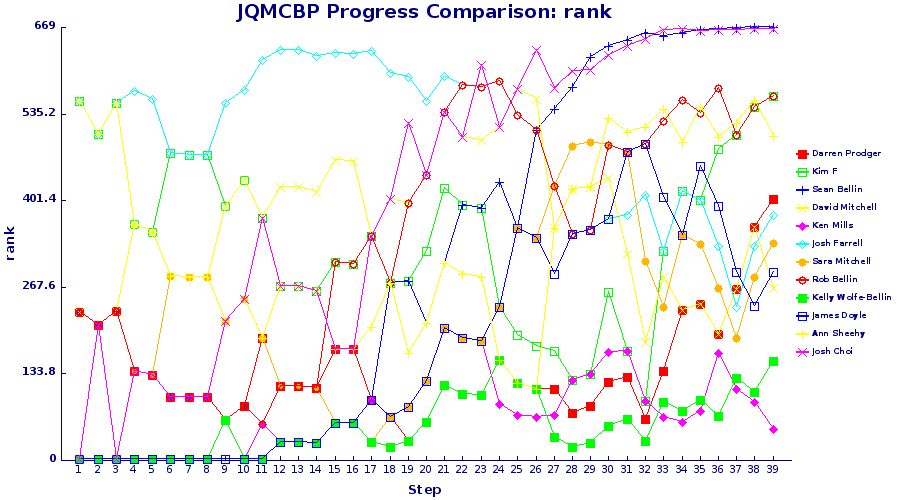 JQMCBP Progress Comparison: rank
669
535.2
401.4
267.6
133.8
0
rank
1 2 3 4 5 6 7 8 9 10 11 12 13 14 15 16 17 18 19 20 21 22 23 24 25 26 27 28 29 30 31 32 33 34 35 36 37 38 39
Step
Darren Prodger
Kim F
Sean Bellin
David Mitchell
Ken Mills
Josh Farrell
Sara Mitchell
Rob Bellin
Kelly Wolfe-Bellin
James Doyle
Ann Sheehy
Josh Choi